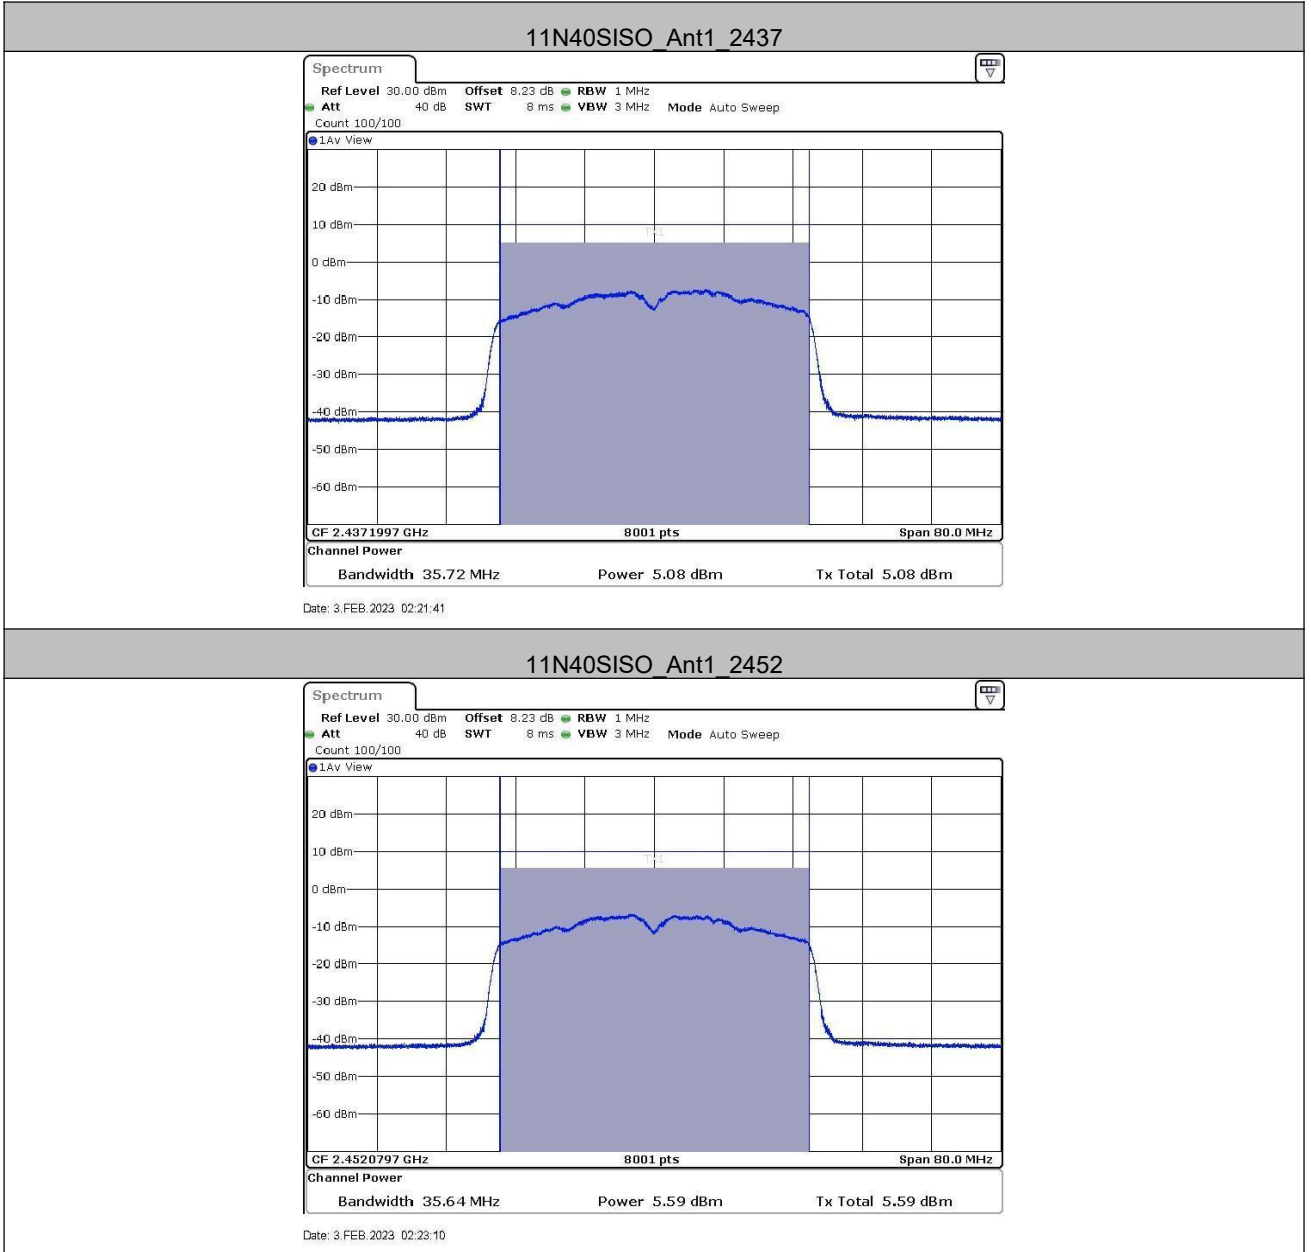 11N40SISO_Ant1_2437
Spectrum
Ref Level 30.00 dBm Offset 8.23 dB RBW 1 MHz
Att 40 dB SWT 8 ms VBW 3 MHz Mode Auto Sweep
Count 100/100
1Av View
20 dBm
10 dBm
0 dBm
-10 dBm
-20 dBm
-30 dBm
-40 dBm
-50 dBm
-60 dBm
CF 2.4371997 GHz 8001 pts Span 80.0 MHz
Channel Power
Bandwidth 35.72 MHz Power 5.08 dBm Tx Total 5.08 dBm
Date: 3.FEB.2023 02:21:41
11N40SISO_Ant1_2452
Spectrum
Ref Level 30.00 dBm Offset 8.23 dB RBW 1 MHz
Att 40 dB SWT 8 ms VBW 3 MHz Mode Auto Sweep
Count 100/100
1Av View
20 dBm
10 dBm
0 dBm
-10 dBm
-20 dBm
-30 dBm
-40 dBm
-50 dBm
-60 dBm
CF 2.4520797 GHz 8001 pts Span 80.0 MHz
Channel Power
Bandwidth 35.64 MHz Power 5.59 dBm Tx Total 5.59 dBm
Date: 3.FEB.2023 02:23:10